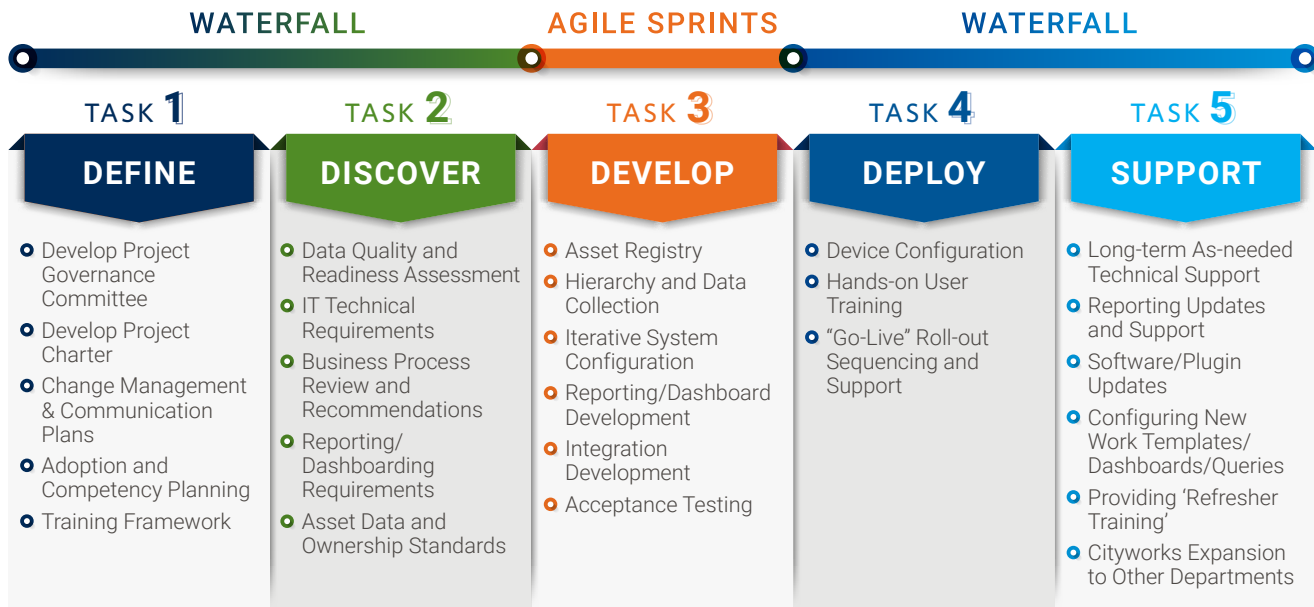 WATERFALL
AGILE SPRINTS
WATERFALL
TASK 1
DEFINE
Develop Project
Governance
Committee
Develop Project
Charter
Change Management
& Communication
Plans
Adoption and
Competency Planning
Training Framework
TASK 2
DISCOVER
Data Quality and
Readiness Assessment
IT Technical
Requirements
Business Process
Review and
Recommendations
Reporting/
Dashboarding
Requirements
Asset Data and
Ownership Standards
TASK 3
DEVELOP
Asset Registry
Hierarchy and Data
Collection
Iterative System
Configuration
Reporting/Dashboard
Development
Integration
Development
Acceptance Testing
TASK 4
DEPLOY
Device Configuration
Hands-on User
Training
“Go-Live” Roll-out
Sequencing and
Support
TASK 5
SUPPORT
Long-term As-needed
Technical Support
Reporting Updates
and Support
Software/Plugin
Updates
Configuring New
Work Templates/
Dashboards/Queries
Providing ‘Refresher
Training’
Cityworks Expansion
to Other Departments